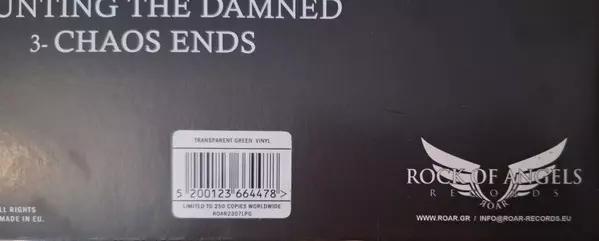 UNTING THE DAMNED
3- CHAOS ENDS
TRANSPARENT GREEN VINYL
5 200123 664478 >
LIMITED TO 250 COPIES WORLDWIDE
ROAR2307LPG
LL RIGHTS
MADE IN EU.
ROCK OF ANGELS
RECORDS
ROAR
WWW.ROAR.GR / INFO@ROAR-RECORDS.EU